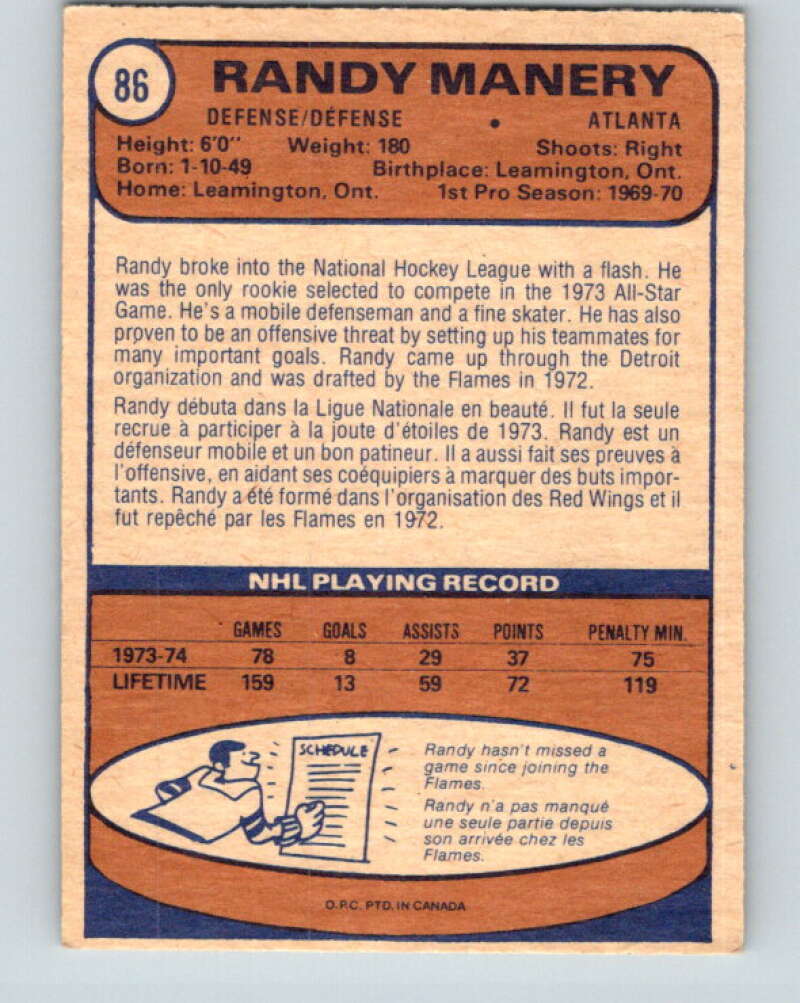 86
RANDY MANERY
DEFENSE/DÉFENSE • ATLANTA
Height: 6'0" Weight: 180 Shoots: Right
Born: 1-10-49 Birthplace: Leamington, Ont.
Home: Leamington, Ont. 1st Pro Season: 1969-70
Randy broke into the National Hockey League with a flash. He
was the only rookie selected to compete in the 1973 All-Star
Game. He's a mobile defenseman and a fine skater. He has also
proven to be an offensive threat by setting up his teammates for
many important goals. Randy came up through the Detroit
organization and was drafted by the Flames in 1972.
Randy débuta dans la Ligue Nationale en beauté. Il fut la seule
recrue à participer à la joute d'étoiles de 1973. Randy est un
défenseur mobile et un bon patineur. Il a aussi fait ses preuves à
l'offensive, en aidant ses coéquipiers à marquer des buts impor-
tants. Randy a été formé dans l'organisation des Red Wings et il
fut repêché par les Flames en 1972.
NHL PLAYING RECORD
GAMES GOALS ASSISTS POINTS PENALTY MIN.
1973-74 78 8 29 37 75
LIFETIME 159 13 59 72 119
SCHEDULE
Randy hasn't missed a
game since joining the
Flames.
Randy n'a pas manqué
une seule partie depuis
son arrivée chez les
Flames.
O.P.C. PTD. IN CANADA